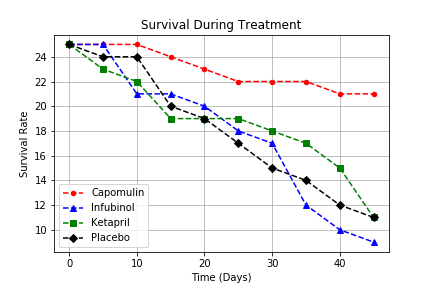 Survival During Treatment
Survival Rate
24
22
20
18
16
14
12
10
Capomulin
Infubinol
Ketapril
Placebo
0
10
20
30
40
Time (Days)